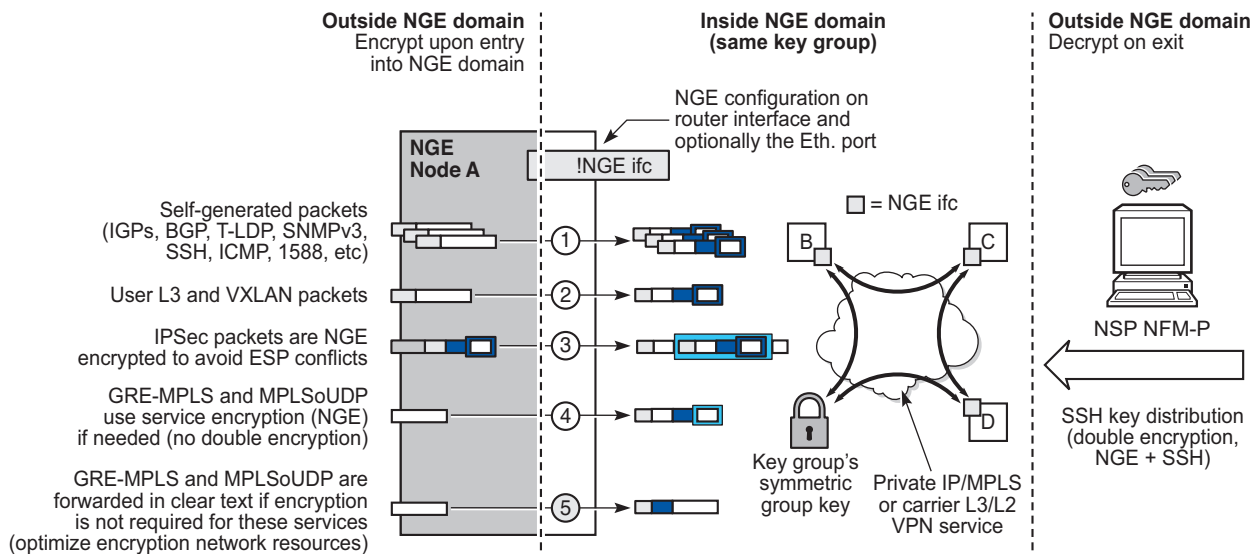 Outside NGE domain
Encrypt upon entry
into NGE domain
Inside NGE domain
(same key group)
Outside NGE domain
Decrypt on exit
NGE configuration on
router interface and
optionally the Eth. port
NGE
Node A
!NGE ifc
Self-generated packets
(IGPs, BGP, T-LDP, SNMPv3,
SSH, ICMP, 1588, etc)
1
User L3 and VXLAN packets
2
IPSec packets are NGE
encrypted to avoid ESP conflicts
3
GRE-MPLS and MPLSoUDP
use service encryption (NGE)
if needed (no double encryption)
4
GRE-MPLS and MPLSoUDP are
forwarded in clear text if encryption
is not required for these services
(optimize encryption network resources)
5
= NGE ifc
B
C
D
Key group's
symmetric
group key
Private IP/MPLS
or carrier L3/L2
VPN service
NSP NFM-P
SSH key distribution
(double encryption,
NGE + SSH)